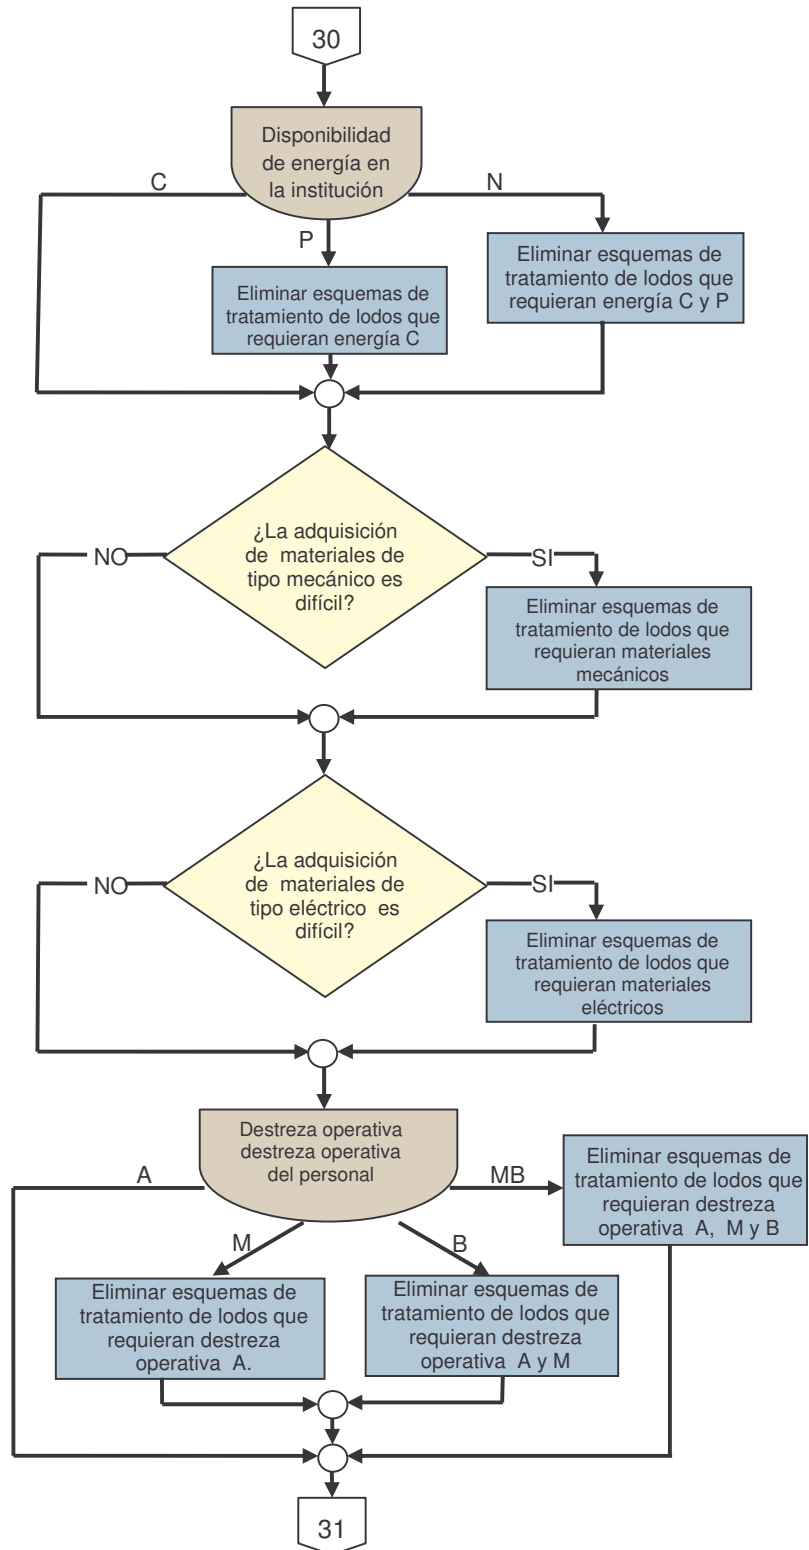 30
Disponibilidad
de energía en
la institución
C
N
P
Eliminar esquemas de
tratamiento de lodos que
requieran energía C y P
Eliminar esquemas de
tratamiento de lodos que
requieran energía C
¿La adquisición
de materiales de
tipo mecánico es
difícil?
NO
SI
Eliminar esquemas de
tratamiento de lodos que
requieran materiales
mecánicos
¿La adquisición
de materiales de
tipo eléctrico es
difícil?
NO
SI
Eliminar esquemas de
tratamiento de lodos que
requieran materiales
eléctricos
Destreza operativa
destreza operativa
del personal
A
MB
Eliminar esquemas de
tratamiento de lodos que
requieran destreza
operativa A, M y B
M
B
Eliminar esquemas de
tratamiento de lodos que
requieran destreza
operativa A.
Eliminar esquemas de
tratamiento de lodos que
requieran destreza
operativa A y M
31